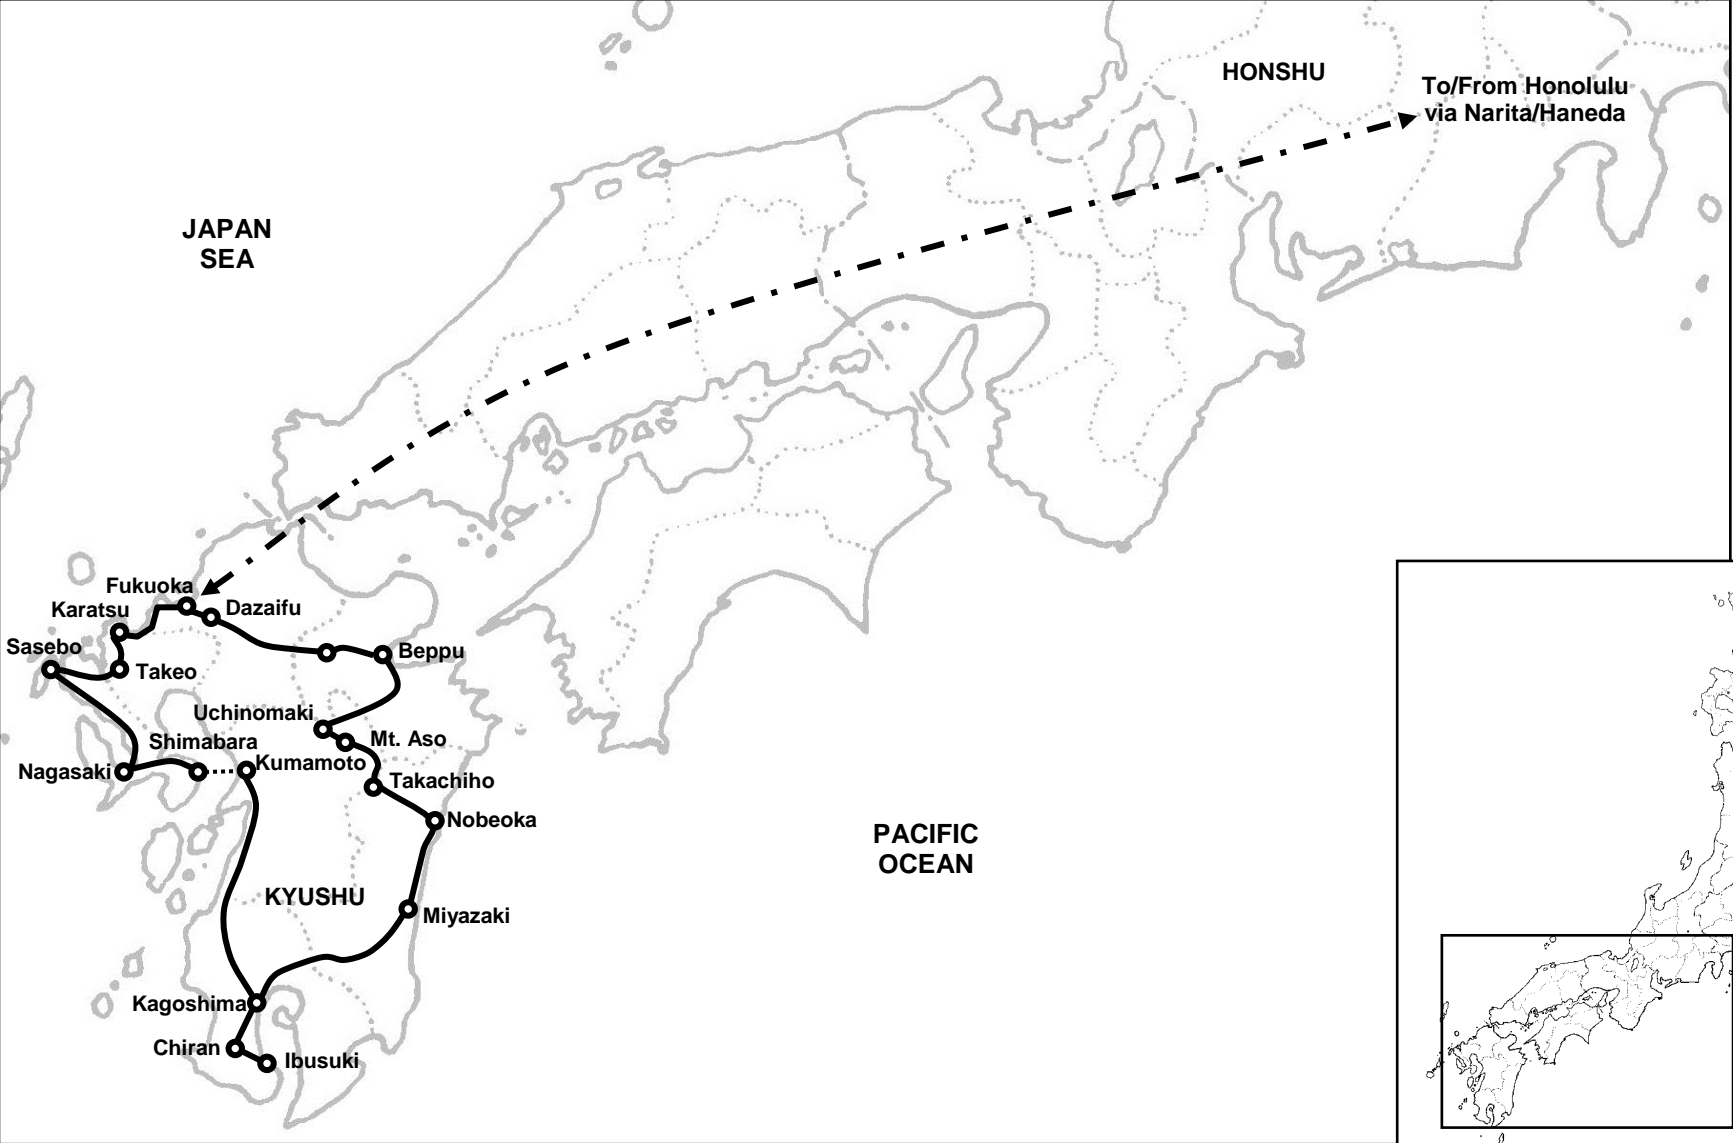 HONSHU
To/From Honolulu
via Narita/Haneda
JAPAN
SEA
Fukuoka
Karatsu
Dazaifu
Sasebo
Beppu
Takeo
Uchinomaki
Shimabara
Mt. Aso
Nagasaki
Kumamoto
Takachiho
Nobeoka
PACIFIC
OCEAN
KYUSHU
Miyazaki
Kagoshima
Chiran
Ibusuki